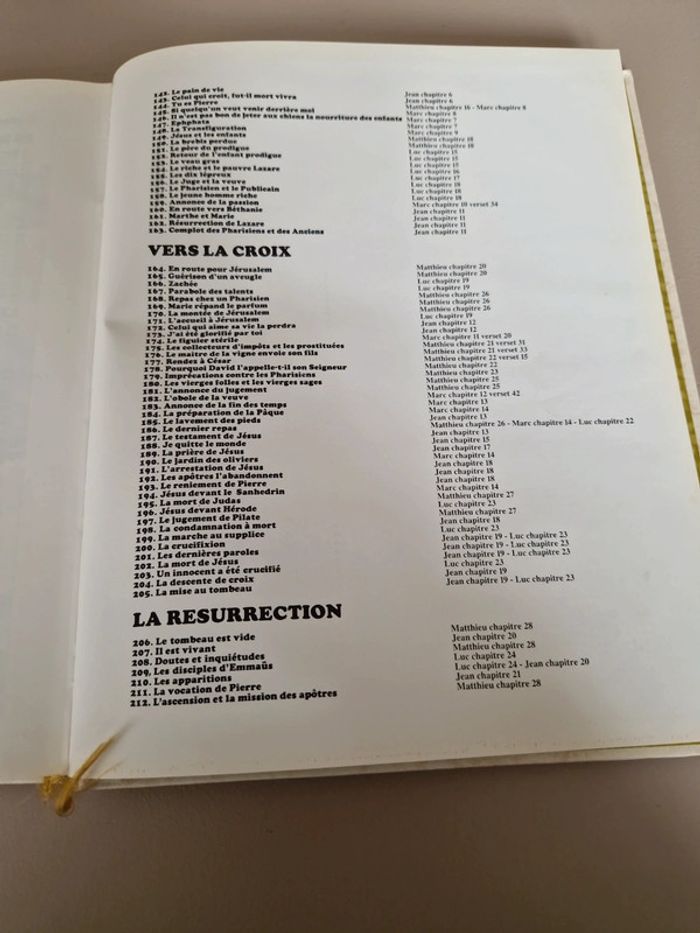 142. Le pain de vie Jean chapitre 6
143. Celui qui croit, fut-il mort vivra Jean chapitre 6
144. Tu es Pierre Matthieu chapitre 16 - Marc chapitre 8
145. Si quelqu'un veut venir derrière moi Marc chapitre 8
146. Il n'est pas bon de jeter aux chiens la nourriture des enfants Marc chapitre 7
147. Ephphata Marc chapitre 7
148. La Transfiguration Marc chapitre 9
149. Jésus et les enfants Matthieu chapitre 18
150. La brebis perdue Matthieu chapitre 18
151. Le père du prodigue Luc chapitre 15
152. Retour de l'enfant prodigue Luc chapitre 15
153. Le veau gras Luc chapitre 15
154. Le riche et le pauvre Lazare Luc chapitre 16
155. Les dix lépreux Luc chapitre 17
156. Le Juge et la veuve Luc chapitre 18
157. Le Pharisien et le Publicain Luc chapitre 18
158. Le jeune homme riche Luc chapitre 18
159. Annonce de la passion Marc chapitre 10 verset 34
160. En route vers Béthanie Jean chapitre 11
161. Marthe et Marie Jean chapitre 11
162. Résurrection de Lazare Jean chapitre 11
163. Complot des Pharisiens et des Anciens Jean chapitre 11
VERS LA CROIX
164. En route pour Jérusalem Matthieu chapitre 20
165. Guérison d'un aveugle Matthieu chapitre 20
166. Zachée Luc chapitre 19
167. Parabole des talents Luc chapitre 19
168. Repas chez un Pharisien Matthieu chapitre 26
169. Marie répand le parfum Matthieu chapitre 26
170. La montée de Jérusalem Matthieu chapitre 26
171. L'accueil à Jérusalem Luc chapitre 19
172. Celui qui aime sa vie la perdra Jean chapitre 12
173. J'ai été glorifié par toi Jean chapitre 12
174. Le figuier stérile Marc chapitre 11 verset 20
175. Les collecteurs d'impôts et les prostituées Matthieu chapitre 21 verset 31
176. Le maitre de la vigne envoie son fils Matthieu chapitre 21 verset 33
177. Rendez à César Matthieu chapitre 22 verset 15
178. Pourquoi David l'appelle-t-il son Seigneur Matthieu chapitre 22
179. Imprécations contre les Pharisiens Matthieu chapitre 23
180. Les vierges folles et les vierges sages Matthieu chapitre 25
181. L'annonce du jugement Matthieu chapitre 25
182. L'obole de la veuve Marc chapitre 12 verset 42
183. Annonce de la fin des temps Marc chapitre 13
184. La préparation de la Pâque Marc chapitre 14
185. Le lavement des pieds Jean chapitre 13
186. Le dernier repas Matthieu chapitre 26 - Marc chapitre 14 - Luc chapitre 22
187. Le testament de Jésus Jean chapitre 13
188. Je quitte le monde Jean chapitre 15
189. La prière de Jésus Jean chapitre 17
190. Le jardin des oliviers Marc chapitre 14
191. L'arrestation de Jésus Jean chapitre 18
192. Les apôtres l'abandonnent Jean chapitre 18
193. Le reniement de Pierre Jean chapitre 18
194. Jésus devant le Sanhedrin Marc chapitre 14
195. La mort de Judas Matthieu chapitre 27
196. Jésus devant Hérode Luc chapitre 23
197. Le jugement de Pilate Matthieu chapitre 27
198. La condamnation à mort Jean chapitre 18
199. La marche au supplice Luc chapitre 23
200. La crucifixion Jean chapitre 19 - Luc chapitre 23
201. Les dernières paroles Jean chapitre 19 - Luc chapitre 23
202. La mort de Jésus Jean chapitre 19 - Luc chapitre 23
203. Un innocent a été crucifié Luc chapitre 23
204. La descente de croix Jean chapitre 19
205. La mise au tombeau Jean chapitre 19 - Luc chapitre 23
LA RESURRECTION
206. Le tombeau est vide Matthieu chapitre 28
207. Il est vivant Jean chapitre 20
208. Doutes et inquiétudes Matthieu chapitre 28
209. Les disciples d'Emmaüs Luc chapitre 24
210. Les apparitions Luc chapitre 24 - Jean chapitre 20
211. La vocation de Pierre Jean chapitre 21
212. L'ascension et la mission des apôtres Matthieu chapitre 28